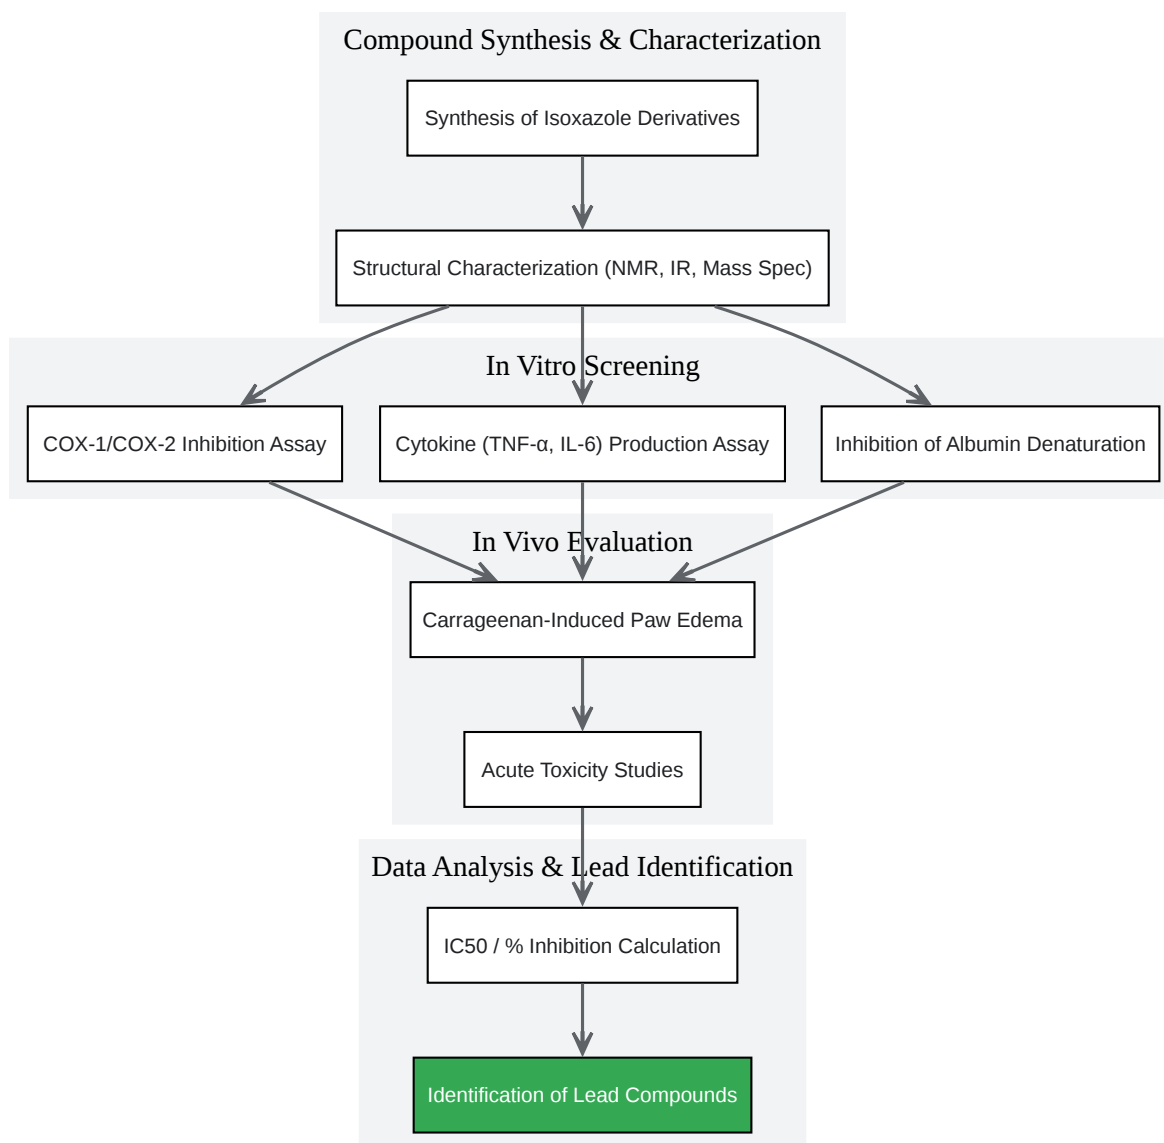 Compound Synthesis & Characterization
Synthesis of Isoxazole Derivatives
Structural Characterization (NMR, IR, Mass Spec)
In Vitro Screening
COX-1/COX-2 Inhibition Assay
Cytokine (TNF-α, IL-6) Production Assay
Inhibition of Albumin Denaturation
In Vivo Evaluation
Carrageenan-Induced Paw Edema
Acute Toxicity Studies
Data Analysis & Lead Identification
IC50 / % Inhibition Calculation
Identification of Lead Compounds